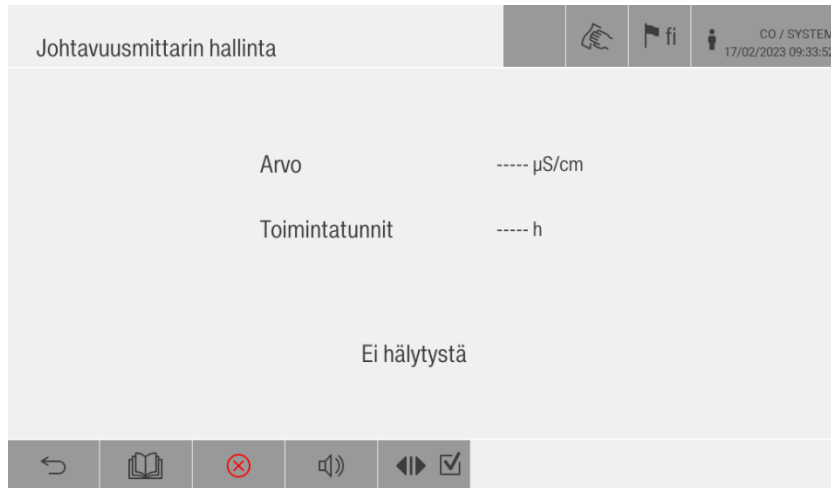 Johtavuusmittarin hallinta
fi
CO / SYSTEM
17/02/2023 09:33:52
Arvo ----- µS/cm
Toimintatunnit ----- h
Ei hälytystä